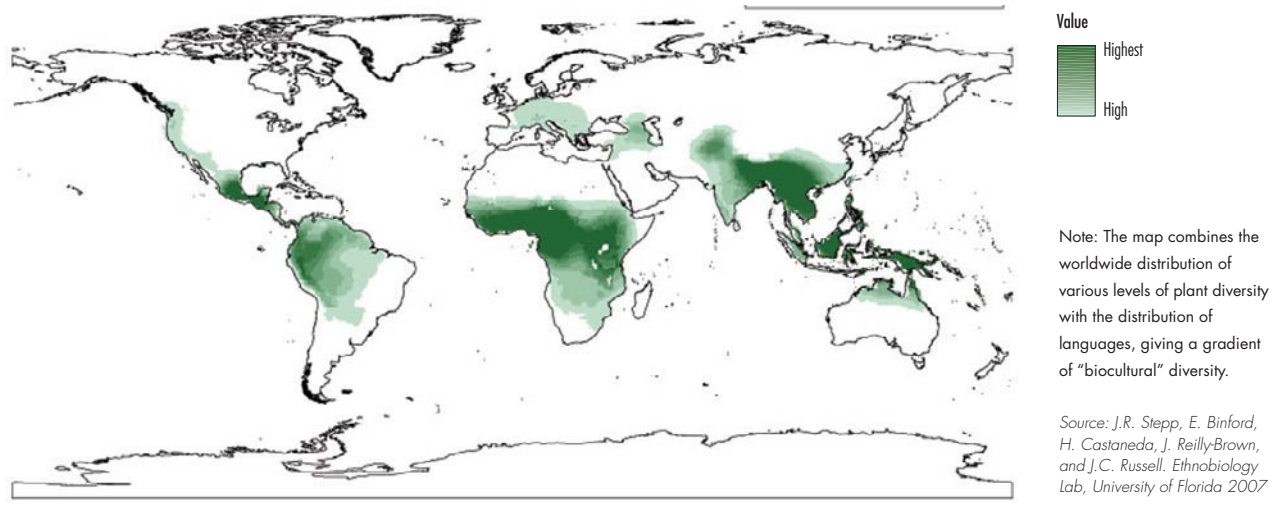 Value
Highest
High
Note: The map combines the
worldwide distribution of
various levels of plant diversity
with the distribution of
languages, giving a gradient
of “biocultural” diversity.
Source: J.R. Stepp, E. Binford,
H. Castaneda, J. Reilly-Brown,
and J.C. Russell. Ethnobiology
Lab, University of Florida 2007